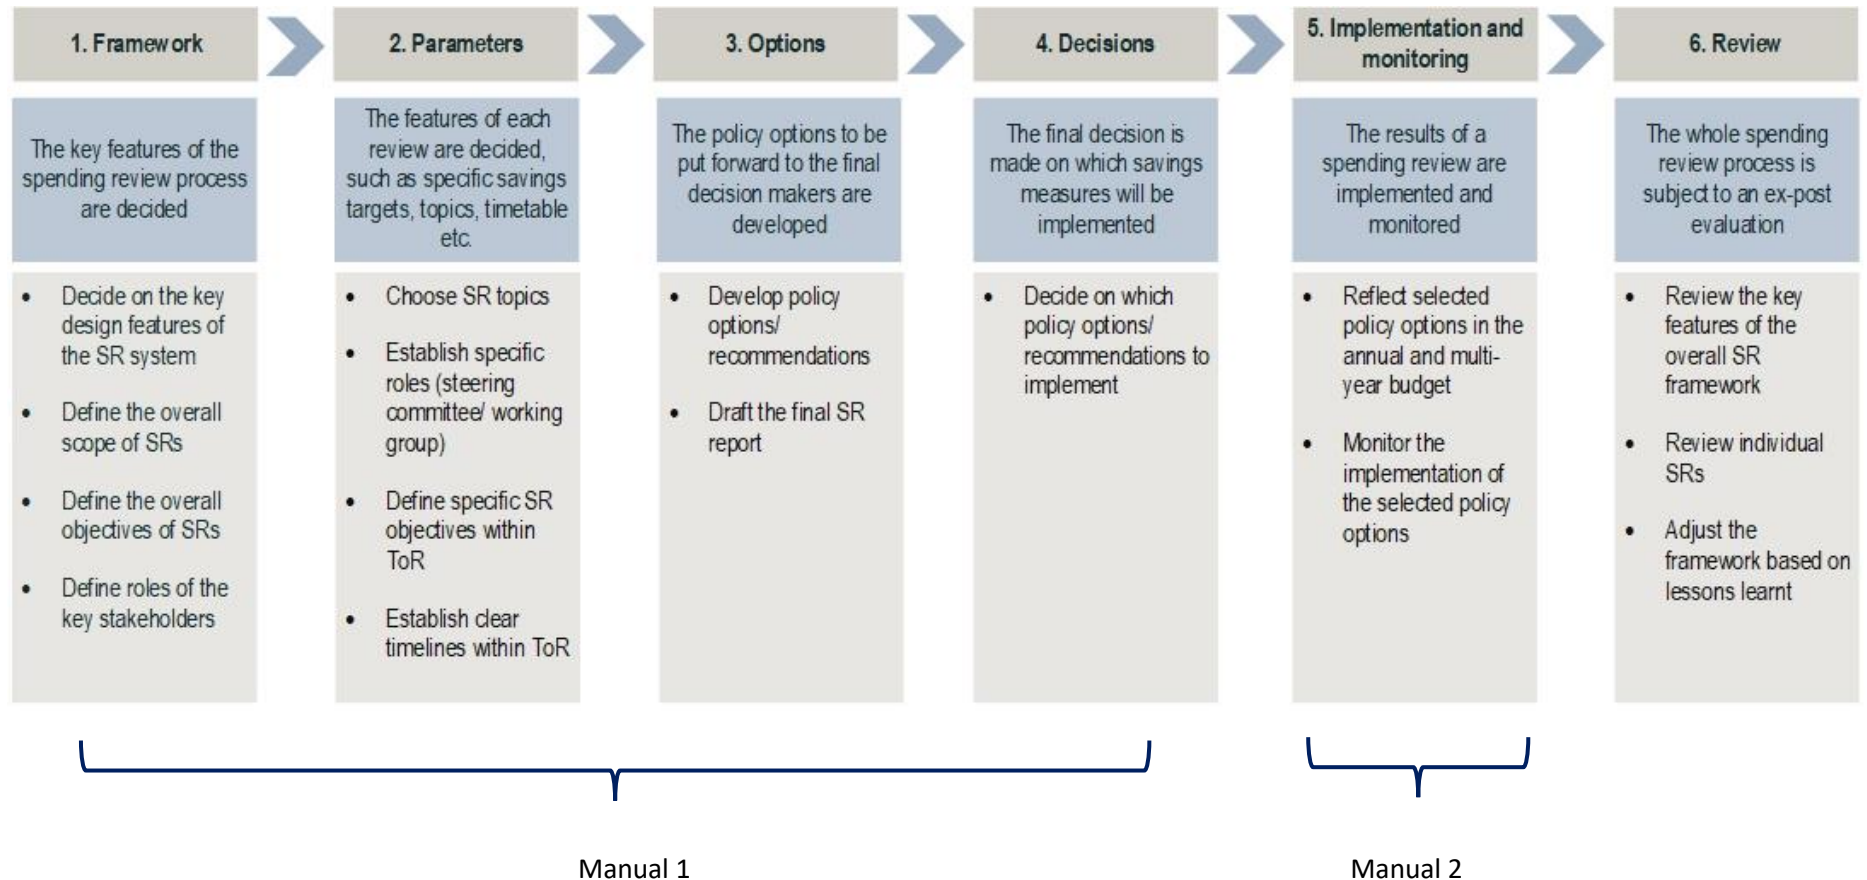 1. Framework
2. Parameters
3. Options
4. Decisions
5. Implementation and
monitoring
6. Review
The key features of the
spending review process
are decided
The features of each
review are decided,
such as specific savings
targets, topics, timetable
etc.
The policy options to be
put forward to the final
decision makers are
developed
The final decision is
made on which savings
measures will be
implemented
The results of a
spending review are
implemented and
monitored
The whole spending
review process is
subject to an ex-post
evaluation
• Decide on the key
design features of
the SR system
• Define the overall
scope of SRs
• Define the overall
objectives of SRs
• Define roles of the
key stakeholders
• Choose SR topics
• Establish specific
roles (steering
committee/ working
group)
• Define specific SR
objectives within
ToR
• Establish clear
timelines within ToR
• Develop policy
options/
recommendations
• Draft the final SR
report
• Decide on which
policy options/
recommendations to
implement
• Reflect selected
policy options in the
annual and multi-
year budget
• Monitor the
implementation of
the selected policy
options
• Review the key
features of the
overall SR
framework
• Review individual
SRs
• Adjust the
framework based on
lessons learnt
Manual 1
Manual 2